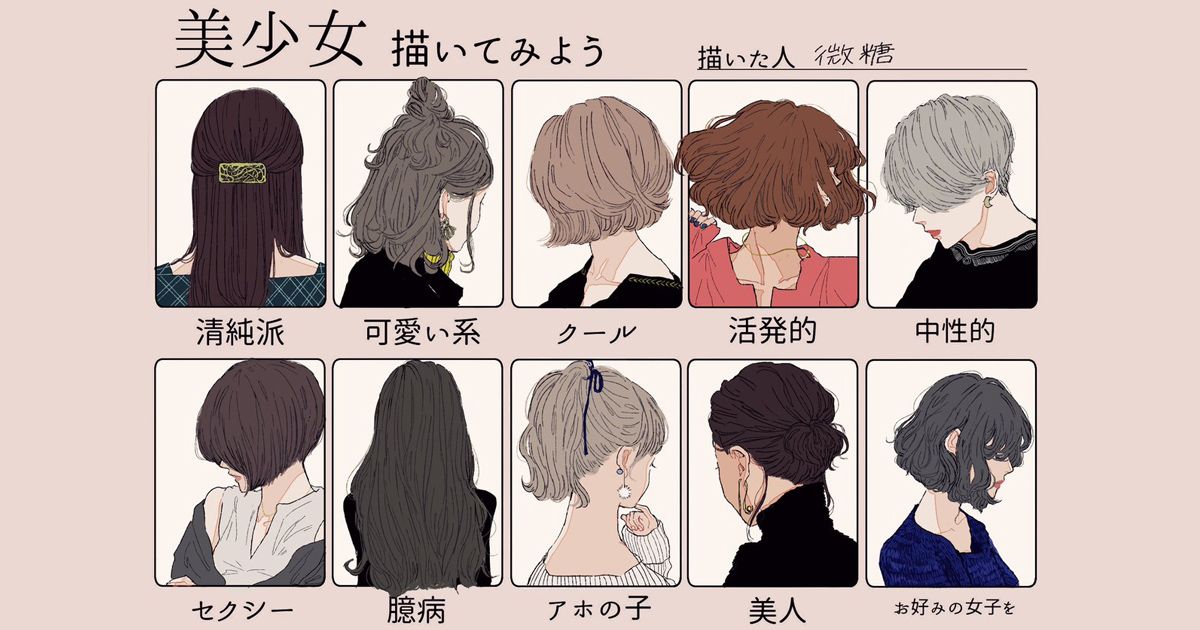 美少女 描いてみよう
描いた人 微糖
清純派 可愛い系 クール 活発的 中性的
セクシー 臆病 アホの子 美人 お好みの女子を